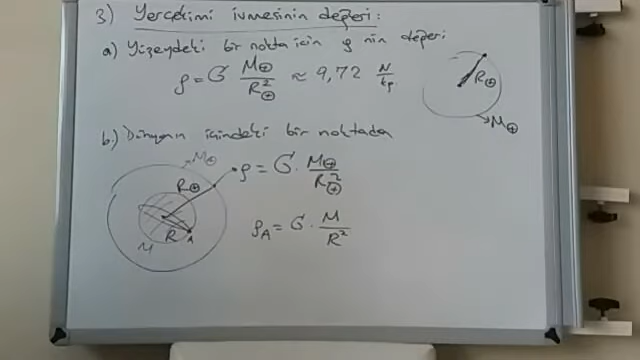 3) Yerçekimi ivmesinin değeri:
a) Yüzeydeki bir nokta için g nin değeri
g = G M⊕/R⊕² ≈ 9,72 N/kg
R⊕
M⊕
b) Dünyanın içindeki bir noktada
M⊕
R⊕
g = G · M⊕/R⊕²
M R A
g_A = G · M/R²